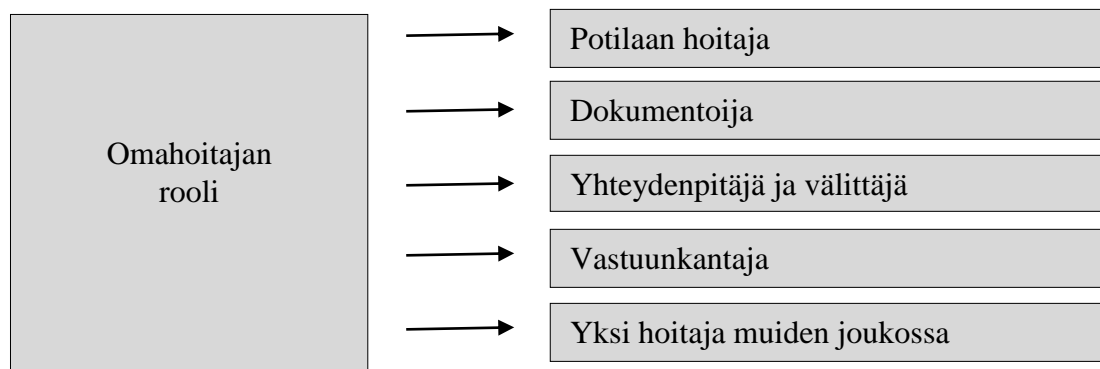 Omahoitajan
rooli
Potilaan hoitaja
Dokumentoija
Yhteydenpitäjä ja välittäjä
Vastuunkantaja
Yksi hoitaja muiden joukossa